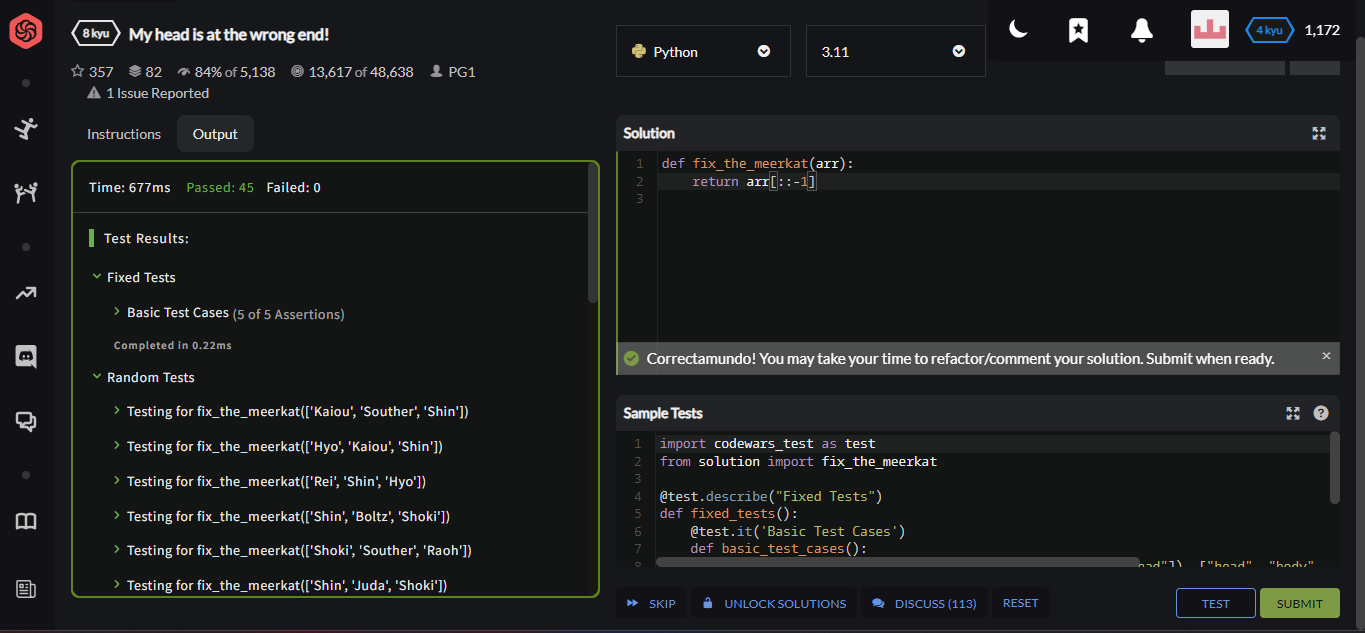 8 kyu My head is at the wrong end!
357 82 84% of 5,138 13,617 of 48,638 PG1
1 Issue Reported
Python
3.11
4 kyu 1,172
Instructions Output
Time: 677ms Passed: 45 Failed: 0
Test Results:
Fixed Tests
Basic Test Cases (5 of 5 Assertions)
Completed in 0.22ms
Random Tests
Testing for fix_the_meerkat(['Kaiou', 'Souther', 'Shin'])
Testing for fix_the_meerkat(['Hyo', 'Kaiou', 'Shin'])
Testing for fix_the_meerkat(['Rei', 'Shin', 'Hyo'])
Testing for fix_the_meerkat(['Shin', 'Boltz', 'Shoki'])
Testing for fix_the_meerkat(['Shoki', 'Souther', 'Raoh'])
Testing for fix_the_meerkat(['Shin', 'Juda', 'Shoki'])
Solution
1 def fix_the_meerkat(arr):
2 return arr[::-1]
3
Correctamundo! You may take your time to refactor/comment your solution. Submit when ready. ×
Sample Tests ?
1 import codewars_test as test
2 from solution import fix_the_meerkat
3
4 @test.describe("Fixed Tests")
5 def fixed_tests():
6 @test.it('Basic Test Cases')
7 def basic_test_cases():
8 ["head", "body"
SKIP UNLOCK SOLUTIONS DISCUSS (113) RESET TEST SUBMIT